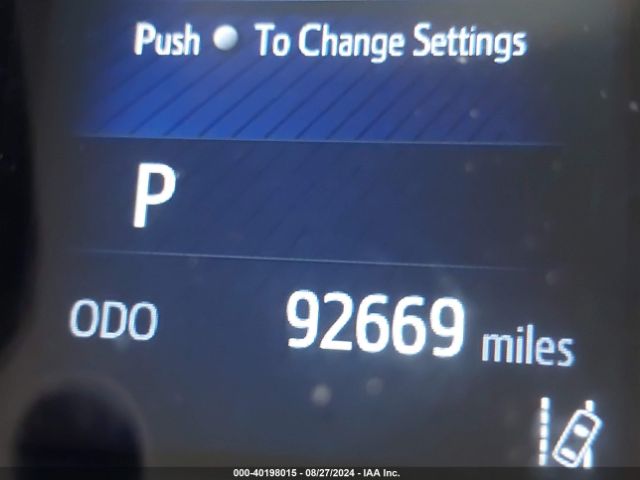 Push To Change Settings
P
ODO 92669 miles
000-40198015 - 08/27/2024 - IAA Inc.